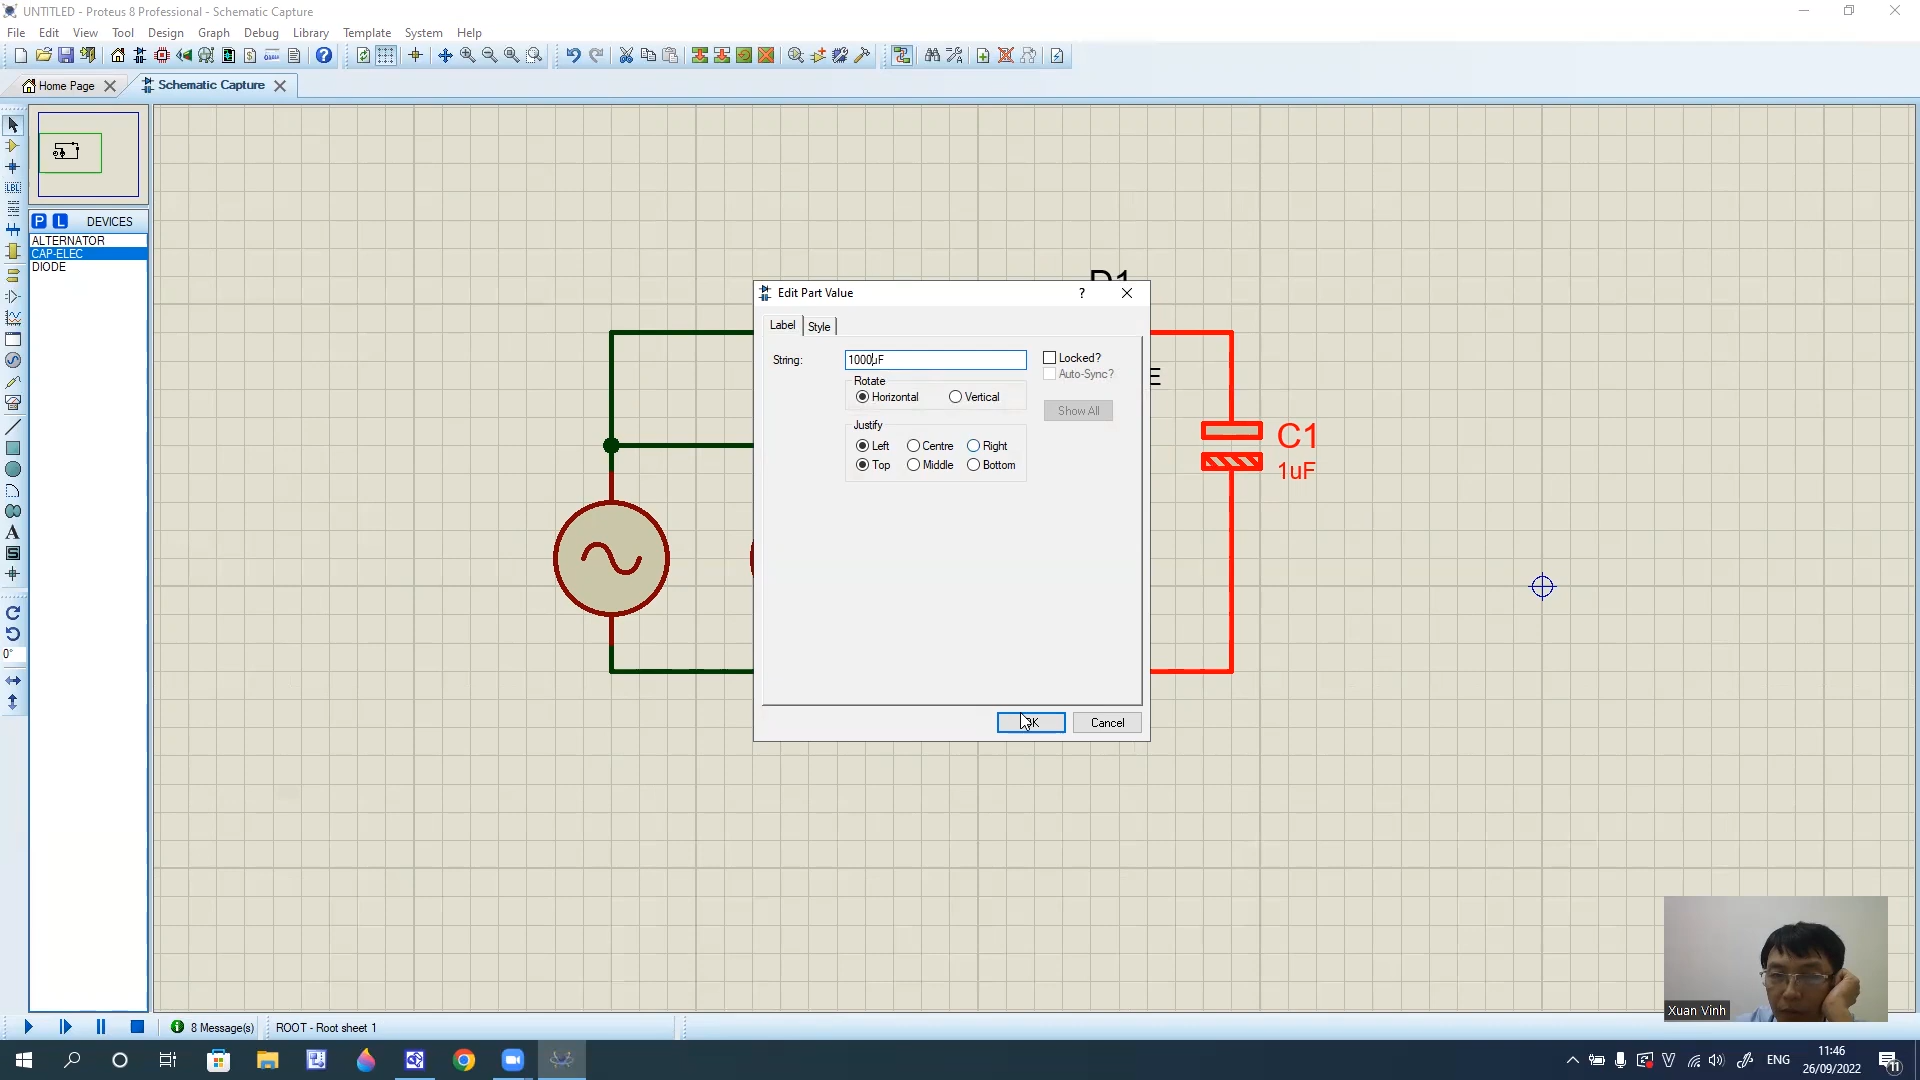 UNTITLED - Proteus 8 Professional - Schematic Capture
File Edit View Tool Design Graph Debug Library Template System Help
Home Page
Schematic Capture
P L DEVICES
ALTERNATOR
CAP-ELEC
DIODE
LBL
A
S
0°
D1
E
C1
1uF
Edit Part Value
?
Label
Style
String:
1000uF
Locked?
Auto-Sync?
Show All
Rotate
Horizontal
Vertical
Justify
Left
Centre
Right
Top
Middle
Bottom
OK
Cancel
Xuan Vinh
8 Message(s)
ROOT - Root sheet 1
ENG
11:46
26/09/2022
11